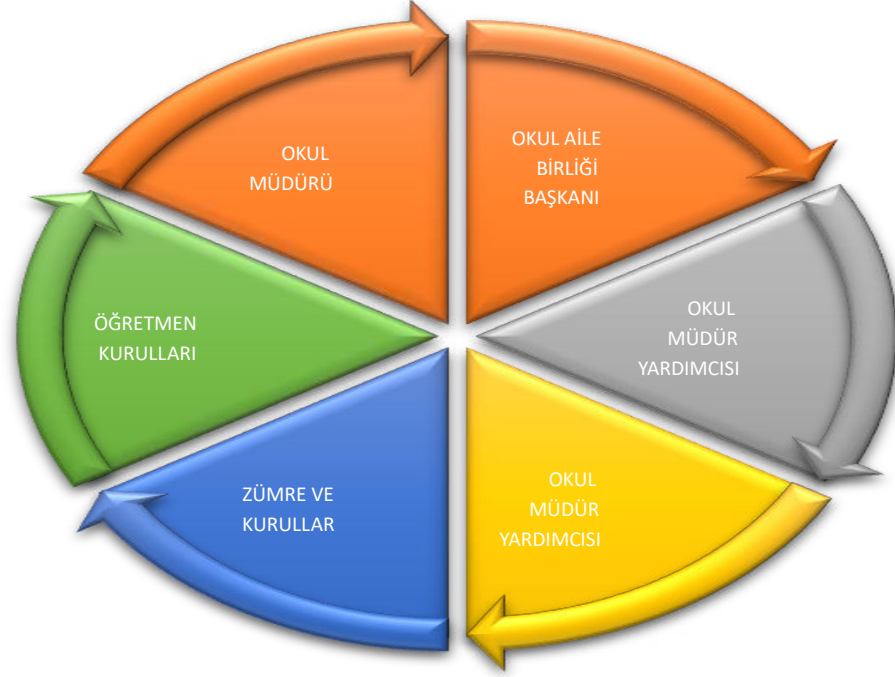 OKUL
MÜDÜRÜ
OKUL AİLE
BİRLİĞİ
BAŞKANI
OKUL
MÜDÜR
YARDIMCISI
OKUL
MÜDÜR
YARDIMCISI
ZÜMRE VE
KURULLAR
ÖĞRETMEN
KURULLARI